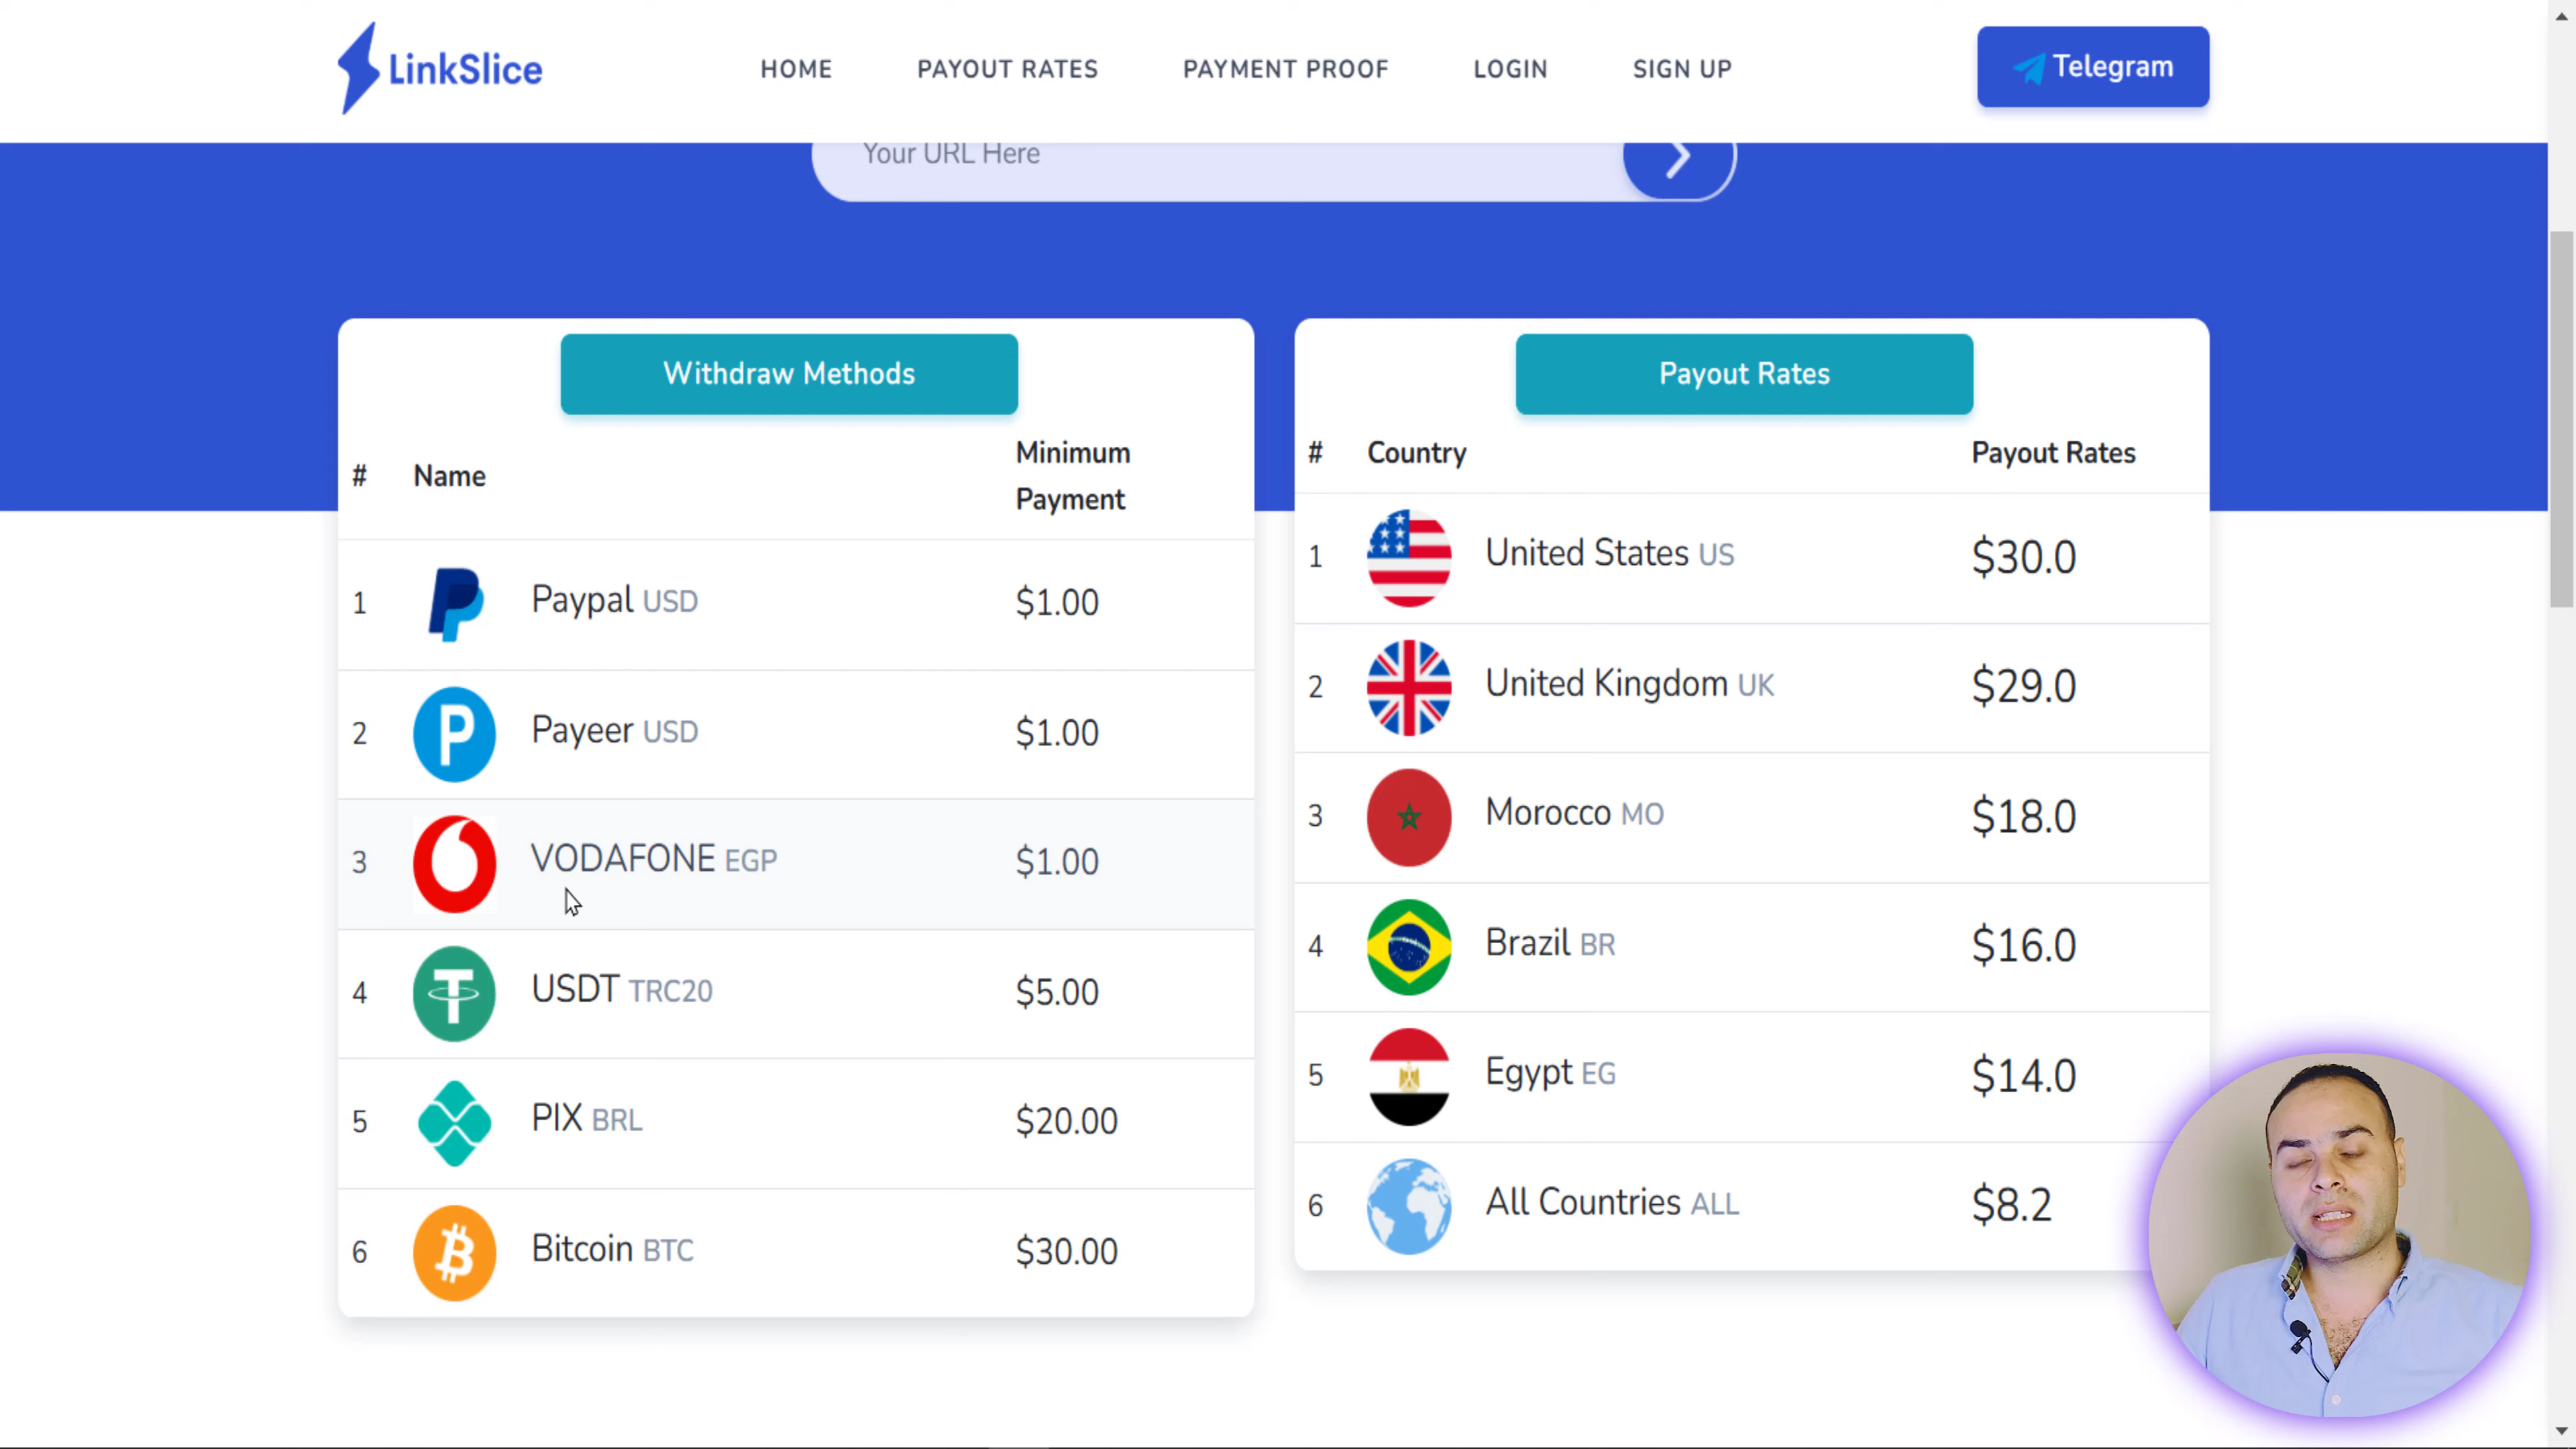 LinkSlice
HOME
PAYOUT RATES
PAYMENT PROOF
LOGIN
SIGN UP
Telegram
Your URL Here
Withdraw Methods
# Name Minimum Payment
1 Paypal USD $1.00
2 Payeer USD $1.00
3 VODAFONE EGP $1.00
4 USDT TRC20 $5.00
5 PIX BRL $20.00
6 Bitcoin BTC $30.00
Payout Rates
# Country Payout Rates
1 United States US $30.0
2 United Kingdom UK $29.0
3 Morocco MO $18.0
4 Brazil BR $16.0
5 Egypt EG $14.0
6 All Countries ALL $8.2